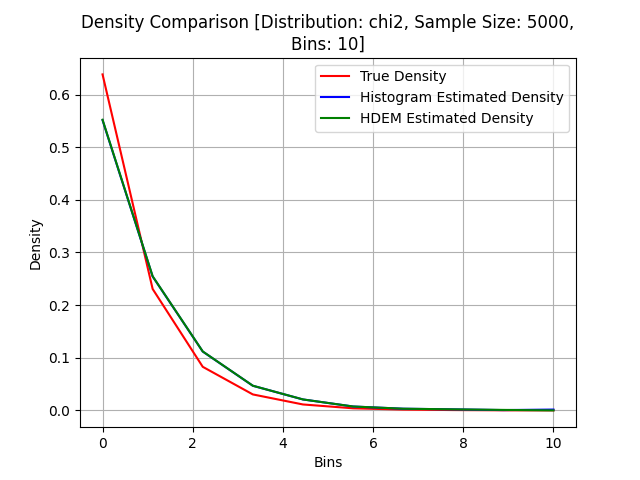 Density Comparison [Distribution: chi2, Sample Size: 5000,
Bins: 10]
True Density
Histogram Estimated Density
HDEM Estimated Density
Density
0.6
0.5
0.4
0.3
0.2
0.1
0.0
0 2 4 6 8 10
Bins